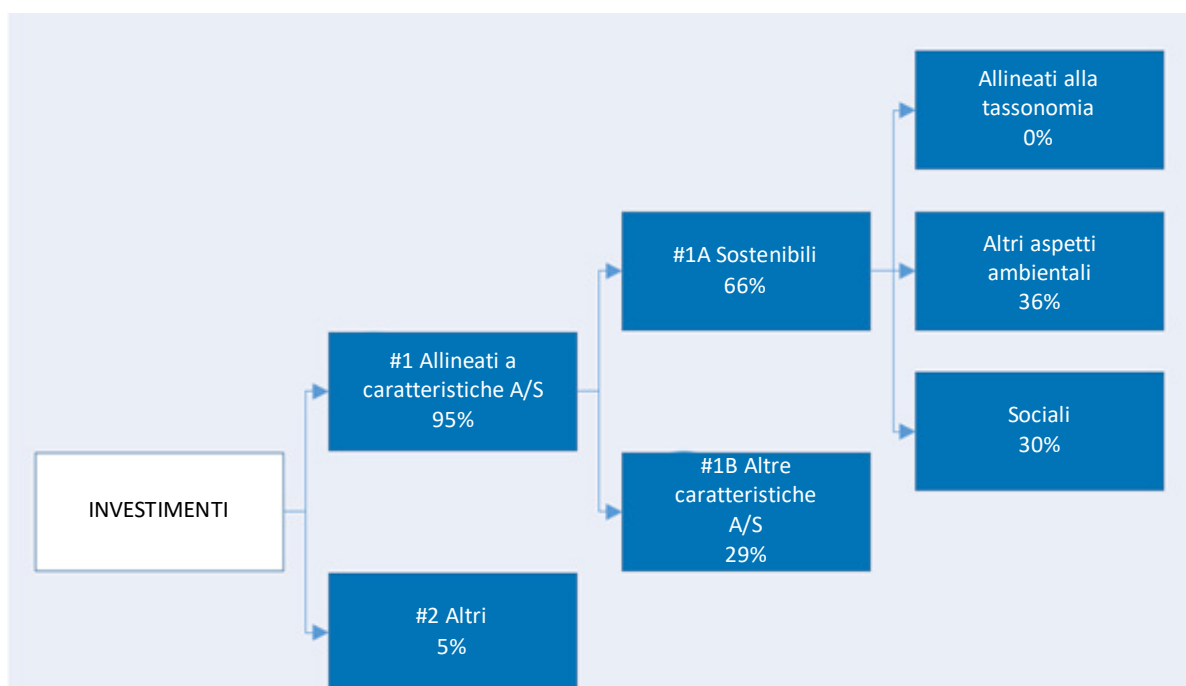 Allineati alla
tassonomia
0%
#1A Sostenibili
66%
Altri aspetti
ambientali
36%
#1 Allineati a
caratteristiche A/S
95%
Sociali
30%
#1B Altre
caratteristiche
A/S
29%
INVESTIMENTI
#2 Altri
5%